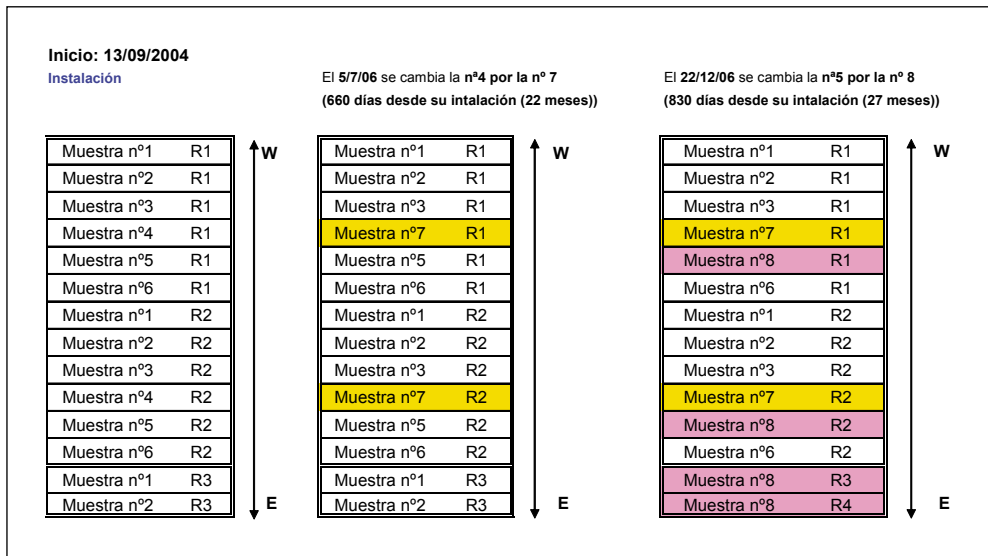 Inicio: 13/09/2004
Instalación
El 5/7/06 se cambia la nª4 por la nº 7
(660 días desde su intalación (22 meses))
El 22/12/06 se cambia la nª5 por la nº 8
(830 días desde su intalación (27 meses))
Muestra nº1 R1
Muestra nº2 R1
Muestra nº3 R1
Muestra nº4 R1
Muestra nº5 R1
Muestra nº6 R1
Muestra nº1 R2
Muestra nº2 R2
Muestra nº3 R2
Muestra nº4 R2
Muestra nº5 R2
Muestra nº6 R2
Muestra nº1 R3
Muestra nº2 R3
W
E
Muestra nº1 R1
Muestra nº2 R1
Muestra nº3 R1
Muestra nº7 R1
Muestra nº5 R1
Muestra nº6 R1
Muestra nº1 R2
Muestra nº2 R2
Muestra nº3 R2
Muestra nº7 R2
Muestra nº5 R2
Muestra nº6 R2
Muestra nº1 R3
Muestra nº2 R3
W
E
Muestra nº1 R1
Muestra nº2 R1
Muestra nº3 R1
Muestra nº7 R1
Muestra nº8 R1
Muestra nº6 R1
Muestra nº1 R2
Muestra nº2 R2
Muestra nº3 R2
Muestra nº7 R2
Muestra nº8 R2
Muestra nº6 R2
Muestra nº8 R3
Muestra nº8 R4
W
E